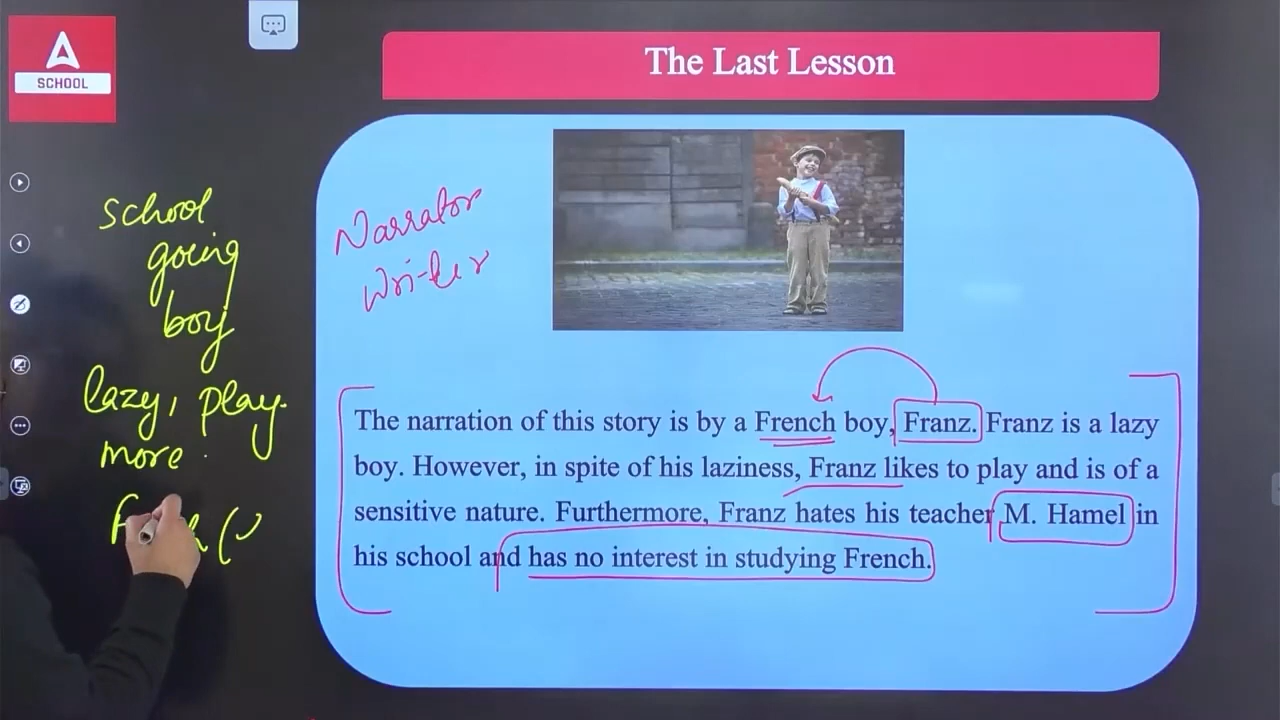 SCHOOL
The Last Lesson
school
going
boy
lazy, play.
more.
Narrator
Writer
The narration of this story is by a French boy, Franz. Franz is a lazy
boy. However, in spite of his laziness, Franz likes to play and is of a
sensitive nature. Furthermore, Franz hates his teacher M. Hamel in
his school and has no interest in studying French.